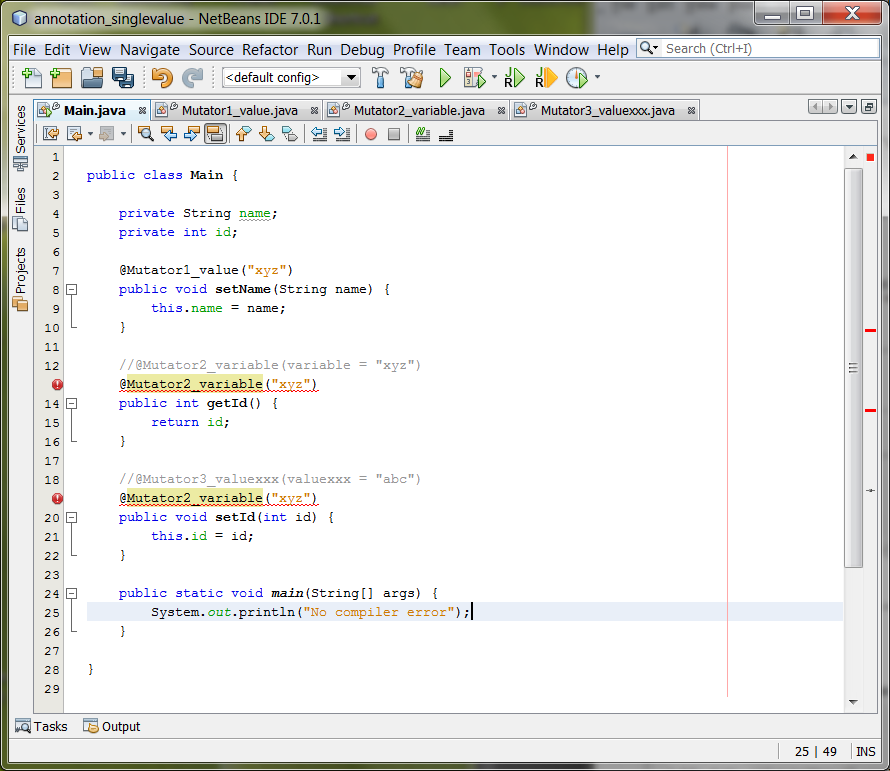 annotation_singlevalue - NetBeans IDE 7.0.1
File Edit View Navigate Source Refactor Run Debug Profile Team Tools Window Help Search (Ctrl+I)
<default config>
Services
Files
Projects
Main.java Mutator1_value.java Mutator2_variable.java Mutator3_valuexxx.java
1
2 public class Main {
3
4 private String name;
5 private int id;
6
7 @Mutator1_value("xyz")
8 public void setName(String name) {
9 this.name = name;
10 }
11
12 //@Mutator2_variable(variable = "xyz")
@Mutator2_variable("xyz")
14 public int getId() {
15 return id;
16 }
17
18 //@Mutator3_valuexxx(valuexxx = "abc")
@Mutator2_variable("xyz")
20 public void setId(int id) {
21 this.id = id;
22 }
23
24 public static void main(String[] args) {
25 System.out.println("No compiler error");
26 }
27
28 }
29
Tasks Output
25 | 49 INS